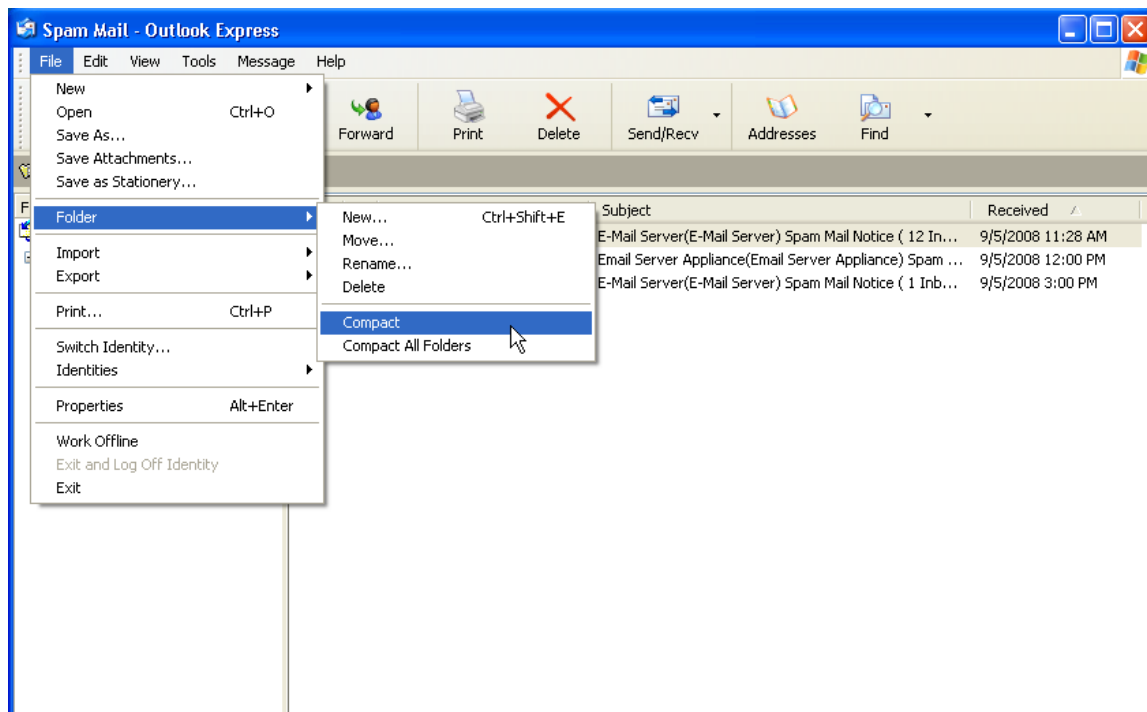 Spam Mail - Outlook Express
File Edit View Tools Message Help
Forward Print Delete Send/Recv Addresses Find
New
Open Ctrl+O
Save As...
Save Attachments...
Save as Stationery...
Folder
Import
Export
Print... Ctrl+P
Switch Identity...
Identities
Properties Alt+Enter
Work Offline
Exit and Log Off Identity
Exit
New... Ctrl+Shift+E
Move...
Rename...
Delete
Compact
Compact All Folders
Subject Received
E-Mail Server(E-Mail Server) Spam Mail Notice ( 12 In... 9/5/2008 11:28 AM
Email Server Appliance(Email Server Appliance) Spam ... 9/5/2008 12:00 PM
E-Mail Server(E-Mail Server) Spam Mail Notice ( 1 Inb... 9/5/2008 3:00 PM